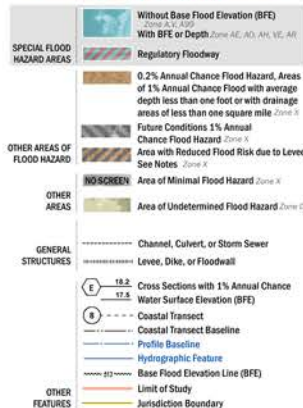 Without Base Flood Elevation (BFE)
Zone A,V, A99
With BFE or Depth Zone AE, AO, AH, VE, AR
SPECIAL FLOOD
HAZARD AREAS
Regulatory Floodway
0.2% Annual Chance Flood Hazard, Areas
of 1% Annual Chance Flood with average
depth less than one foot or with drainage
areas of less than one square mile Zone X
Future Conditions 1% Annual
Chance Flood Hazard Zone X
OTHER AREAS OF
FLOOD HAZARD
Area with Reduced Flood Risk due to Levee
See Notes Zone X
NO SCREEN Area of Minimal Flood Hazard Zone X
OTHER
AREAS
Area of Undetermined Flood Hazard Zone D
Channel, Culvert, or Storm Sewer
GENERAL
STRUCTURES
Levee, Dike, or Floodwall
E 18.2 Cross Sections with 1% Annual Chance
17.5 Water Surface Elevation (BFE)
8 Coastal Transect
Coastal Transect Baseline
Profile Baseline
Hydrographic Feature
513 Base Flood Elevation Line (BFE)
OTHER
FEATURES
Limit of Study
Jurisdiction Boundary